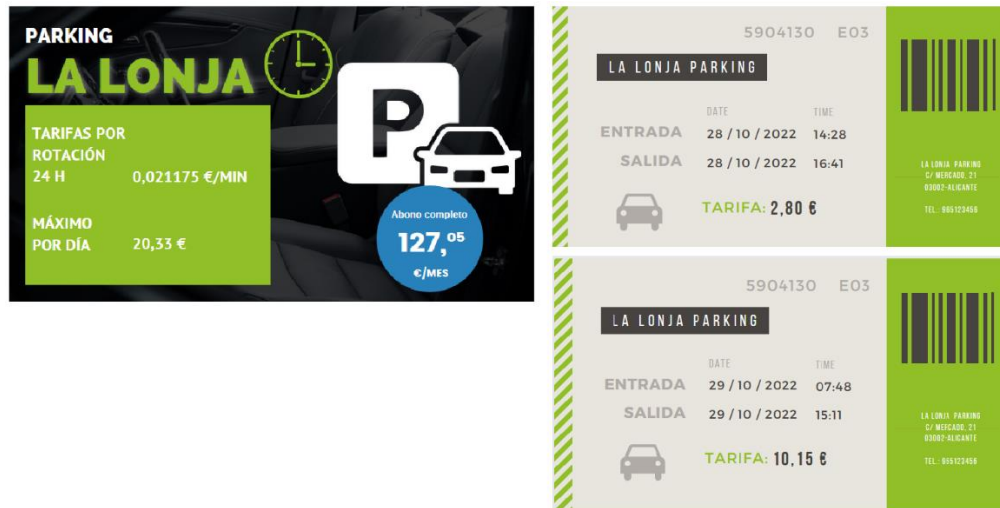 PARKING
LA LONJA
TARIFAS POR
ROTACIÓN
24 H 0,021175 €/MIN
MÁXIMO
POR DÍA 20,33 €
P
Abono completo
127,05
€/MES
5904130 E03
LA LONJA PARKING
DATE TIME
ENTRADA 28 / 10 / 2022 14:28
SALIDA 28 / 10 / 2022 16:41
TARIFA: 2,80 €
LA LONJA PARKING
C/ MERCADO, 21
03002-ALICANTE
TEL.: 965123456
5904130 E03
LA LONJA PARKING
DATE TIME
ENTRADA 29 / 10 / 2022 07:48
SALIDA 29 / 10 / 2022 15:11
TARIFA: 10,15 €
LA LONJA PARKING
C/ MERCADO, 21
03002-ALICANTE
TEL.: 965123456